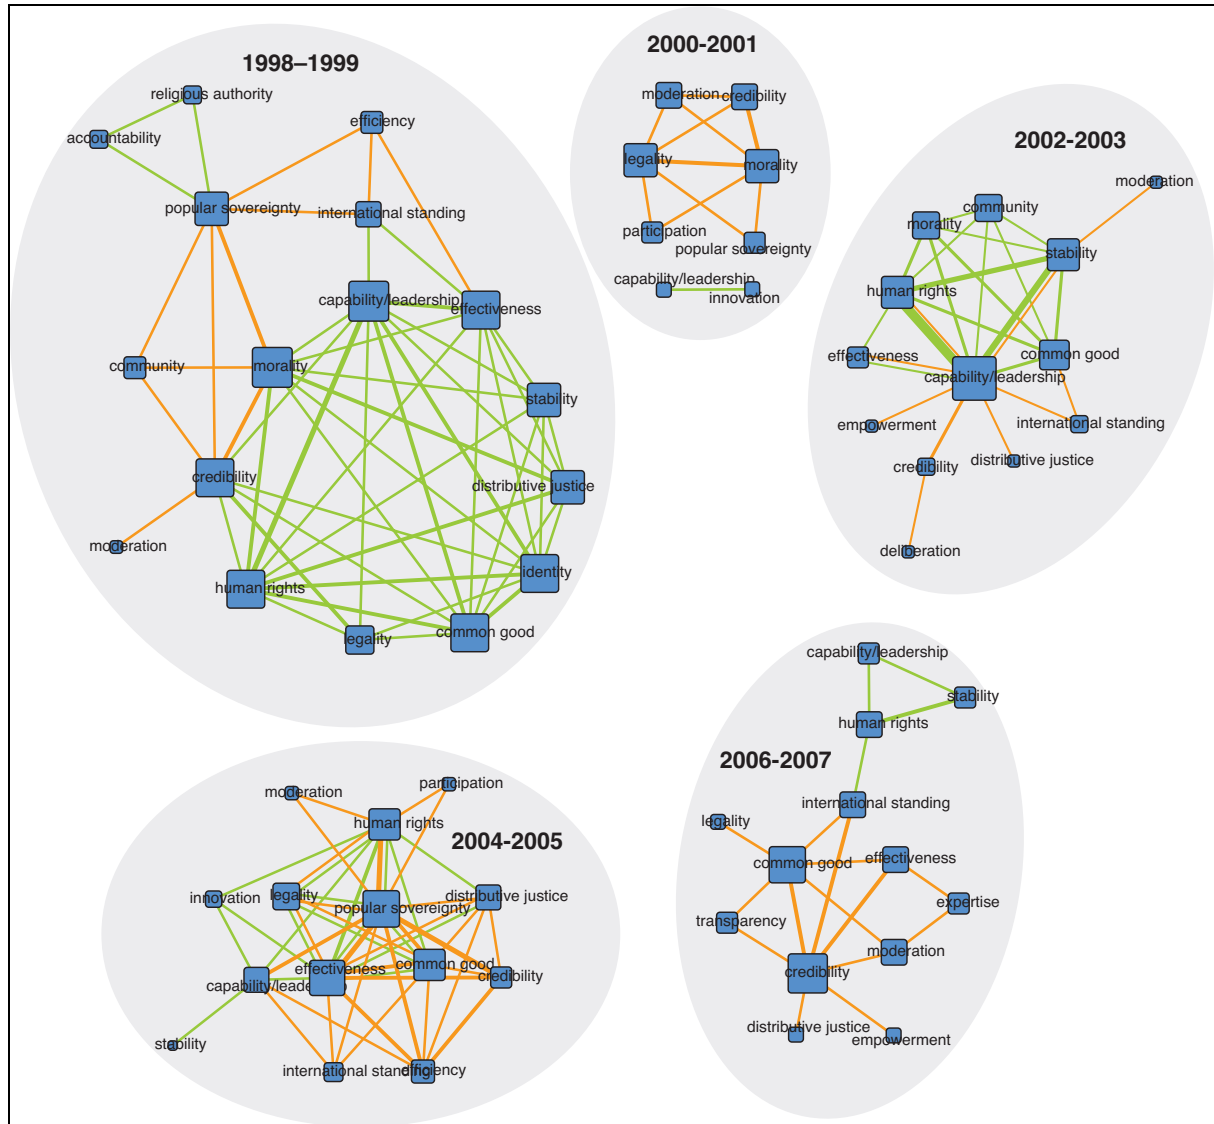 1998–1999
religious authority
accountability
efficiency
popular sovereignty
international standing
capability/leadership
effectiveness
community
morality
stability
credibility
distributive justice
moderation
human rights
identity
legality
common good
2000-2001
moderation
credibility
legality
morality
participation
popular sovereignty
capability/leadership
innovation
2002-2003
moderation
community
morality
stability
human rights
effectiveness
common good
capability/leadership
empowerment
international standing
credibility
distributive justice
deliberation
2004-2005
moderation
participation
human rights
innovation
legality
distributive justice
popular sovereignty
effectiveness
common good
credibility
capability/leadership
stability
international standing
efficiency
2006-2007
capability/leadership
stability
human rights
international standing
legality
common good
effectiveness
expertise
transparency
moderation
credibility
distributive justice
empowerment